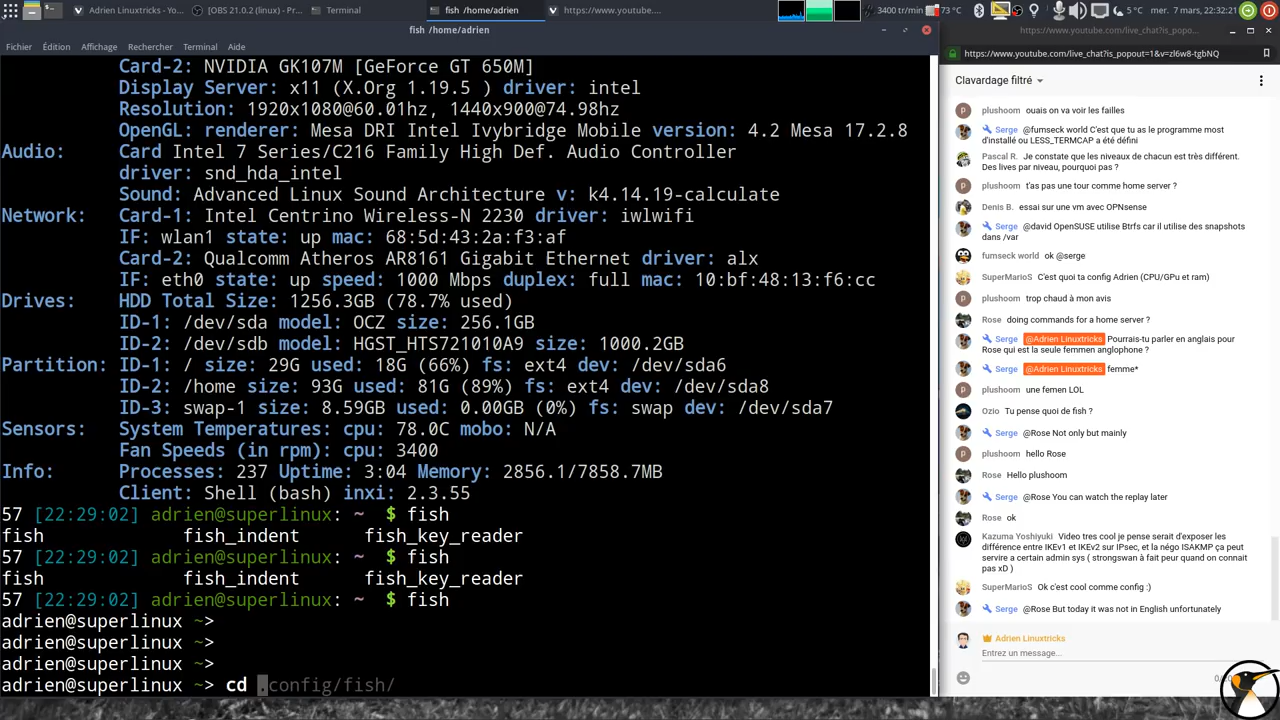 Adrien Linuxtricks - Yo...
[OBS 21.0.2 (linux) - Pr...
Terminal
fish /home/adrien
https://www.youtube....
3400 tr/min
73 °C
5 °C
mer. 7 mars, 22:32:21
fish /home/adrien
Fichier Édition Affichage Rechercher Terminal Aide
Card-2: NVIDIA GK107M [GeForce GT 650M]
Display Server: x11 (X.Org 1.19.5 ) driver: intel
Resolution: 1920x1080@60.01hz, 1440x900@74.98hz
OpenGL: renderer: Mesa DRI Intel Ivybridge Mobile version: 4.2 Mesa 17.2.8
Audio: Card Intel 7 Series/C216 Family High Def. Audio Controller
driver: snd_hda_intel
Sound: Advanced Linux Sound Architecture v: k4.14.19-calculate
Network: Card-1: Intel Centrino Wireless-N 2230 driver: iwlwifi
IF: wlan1 state: up mac: 68:5d:43:2a:f3:af
Card-2: Qualcomm Atheros AR8161 Gigabit Ethernet driver: alx
IF: eth0 state: up speed: 1000 Mbps duplex: full mac: 10:bf:48:13:f6:cc
Drives: HDD Total Size: 1256.3GB (78.7% used)
ID-1: /dev/sda model: OCZ size: 256.1GB
ID-2: /dev/sdb model: HGST_HTS721010A9 size: 1000.2GB
Partition: ID-1: / size: 29G used: 18G (66%) fs: ext4 dev: /dev/sda6
ID-2: /home size: 95G used: 81G (89%) fs: ext4 dev: /dev/sda8
ID-3: swap-1 size: 8.59GB used: 0.00GB (0%) fs: swap dev: /dev/sda7
Sensors: System Temperatures: cpu: 78.0C mobo: N/A
Fan Speeds (in rpm): cpu: 3400
Info: Processes: 237 Uptime: 3:04 Memory: 2856.1/7858.7MB
Client: Shell (bash) inxi: 2.3.55
57 [22:29:02] adrien@superlinux: ~ $ fish
fish fish_indent fish_key_reader
57 [22:29:02] adrien@superlinux: ~ $ fish
fish fish_indent fish_key_reader
57 [22:29:02] adrien@superlinux: ~ $ fish
adrien@superlinux ~>
adrien@superlinux ~>
adrien@superlinux ~>
adrien@superlinux ~> cd .config/fish/
https://www.youtube.com/live_chat?is_popo...
https://www.youtube.com/live_chat?is_popout=1&v=zl6w8-tgbNQ
Clavardage filtré
plushoom ouais on va voir les failles
Serge @fumseck world C'est que tu as le programme most
d'installé ou LESS_TERMCAP a été défini
Pascal R. Je constate que les niveaux de chacun est très différent.
Des lives par niveau, pourquoi pas ?
plushoom t'as pas une tour comme home server ?
Denis B. essai sur une vm avec OPNsense
Serge @david OpenSUSE utilise Btrfs car il utilise des snapshots
dans /var
fumseck world ok @serge
SuperMarioS C'est quoi ta config Adrien (CPU/GPu et ram)
plushoom trop chaud à mon avis
Rose doing commands for a home server ?
Serge @Adrien Linuxtricks Pourrais-tu parler en anglais pour
Rose qui est la seule femmen anglophone ?
Serge @Adrien Linuxtricks femme*
plushoom une femen LOL
Ozio Tu pense quoi de fish ?
Serge @Rose Not only but mainly
plushoom hello Rose
Rose Hello plushoom
Serge @Rose You can watch the replay later
Rose ok
Kazuma Yoshiyuki Video tres cool je pense serait d'exposer les
différence entre IKEv1 et IKEv2 sur IPsec, et la négo ISAKMP ça peut
servire a certain admin sys ( strongswan à fait peur quand on connait
pas xD )
SuperMarioS Ok c'est cool comme config :)
Serge @Rose But today it was not in English unfortunately
Adrien Linuxtricks
Entrez un message...